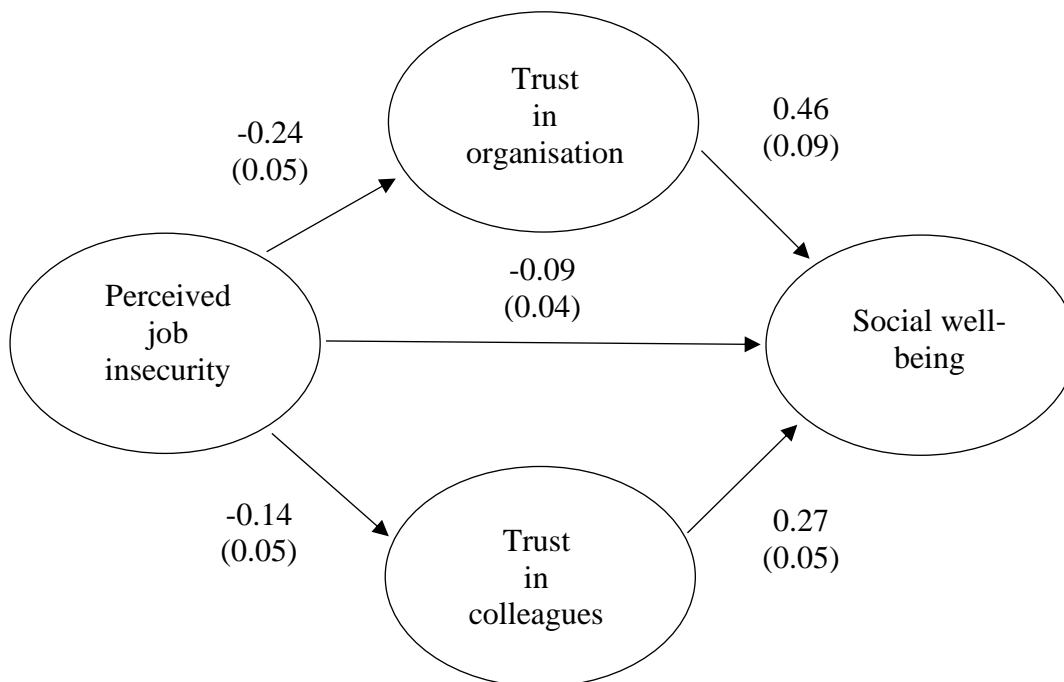 Trust
in
organisation
-0.24
(0.05)
0.46
(0.09)
-0.09
(0.04)
Perceived
job
insecurity
Social well-
being
-0.14
(0.05)
Trust
in
colleagues
0.27
(0.05)